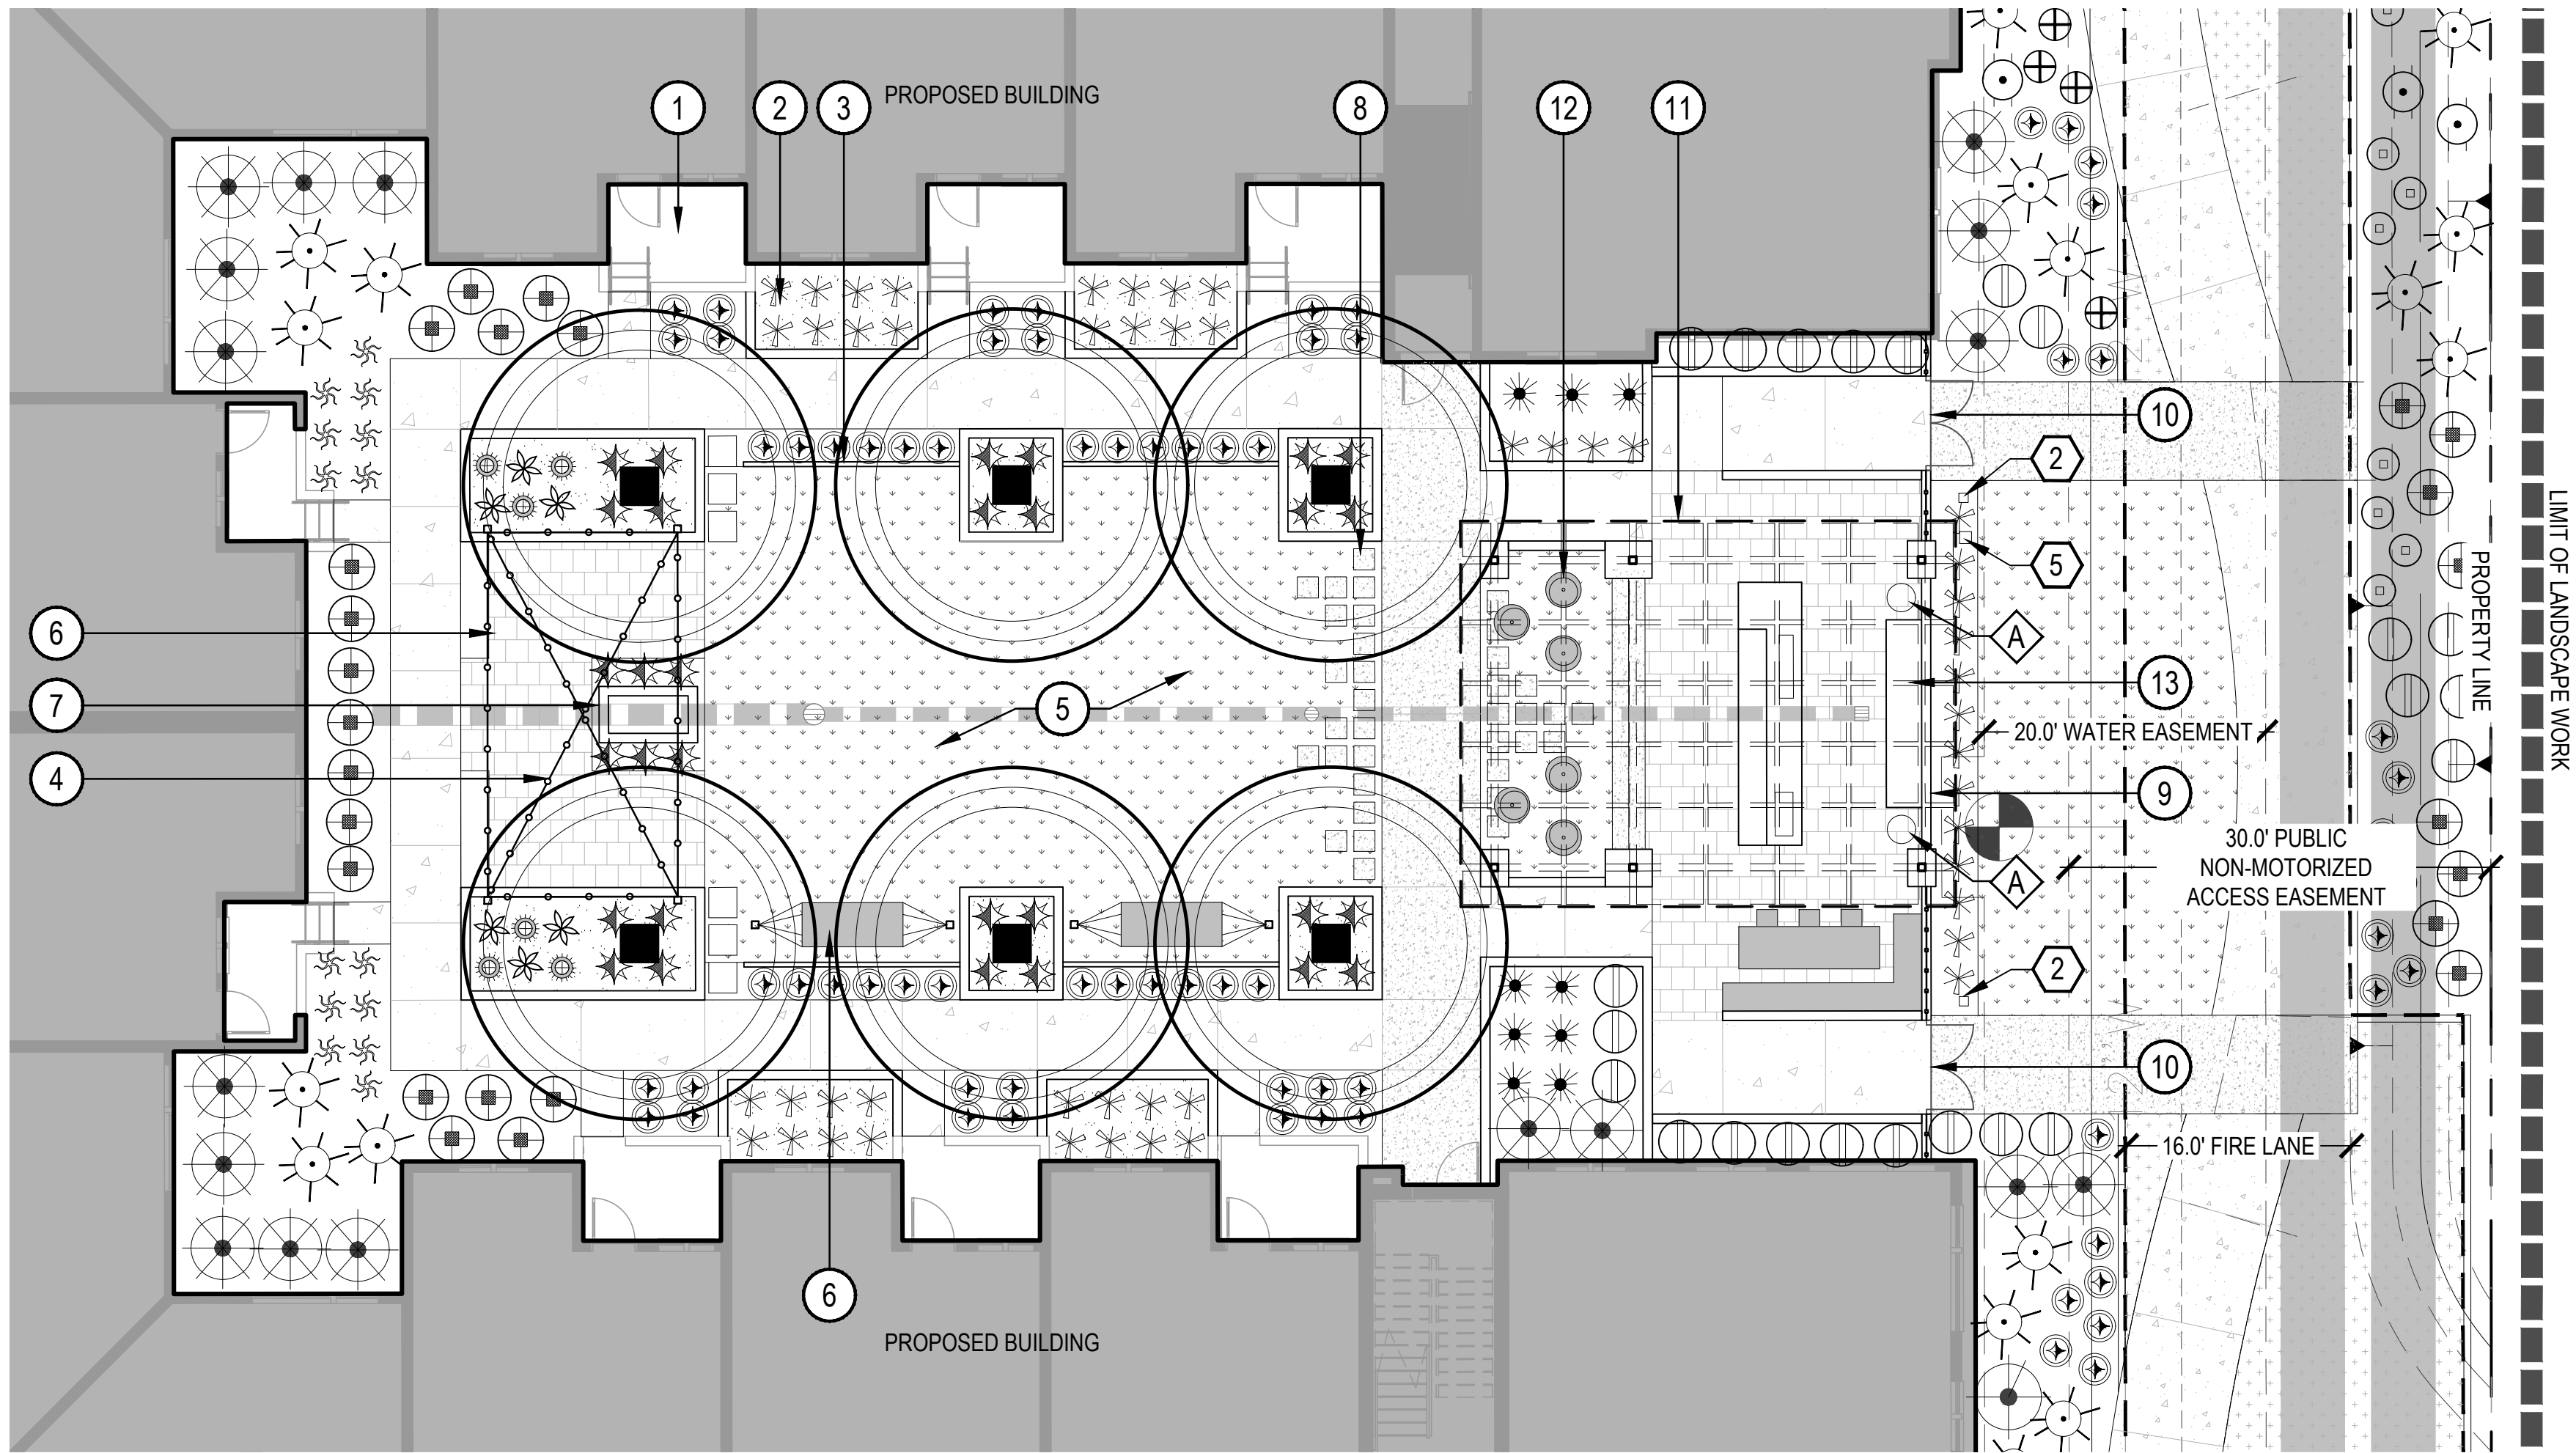 PROPOSED BUILDING
1
2
3
8
12
11
10
2
5
6
A
13
7
5
20.0' WATER EASEMENT
4
9
30.0' PUBLIC
NON-MOTORIZED
ACCESS EASEMENT
A
2
10
16.0' FIRE LANE
6
PROPOSED BUILDING
PROPERTY LINE
LIMIT OF LANDSCAPE WORK